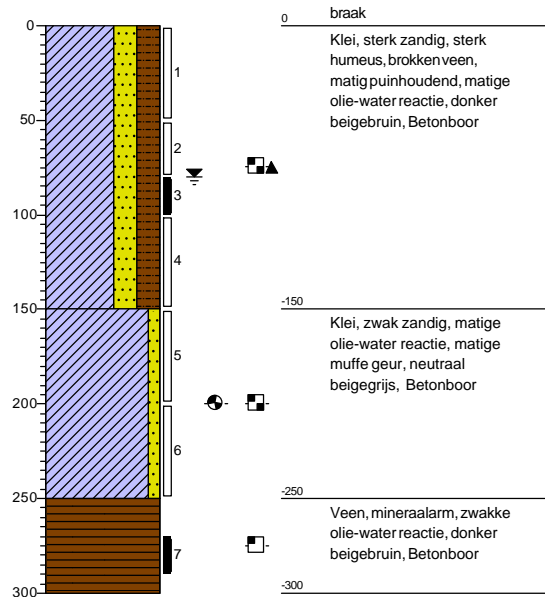 0
50
100
150
200
250
300
1
2
3
4
5
6
7
0
braak
Klei, sterk zandig, sterk
humeus, brokken veen,
matig puinhoudend, matige
olie-water reactie, donker
beigebruin, Betonboor
-150
Klei, zwak zandig, matige
olie-water reactie, matige
muffe geur, neutraal
beigegrijs, Betonboor
-250
Veen, mineraalarm, zwakke
olie-water reactie, donker
beigebruin, Betonboor
-300